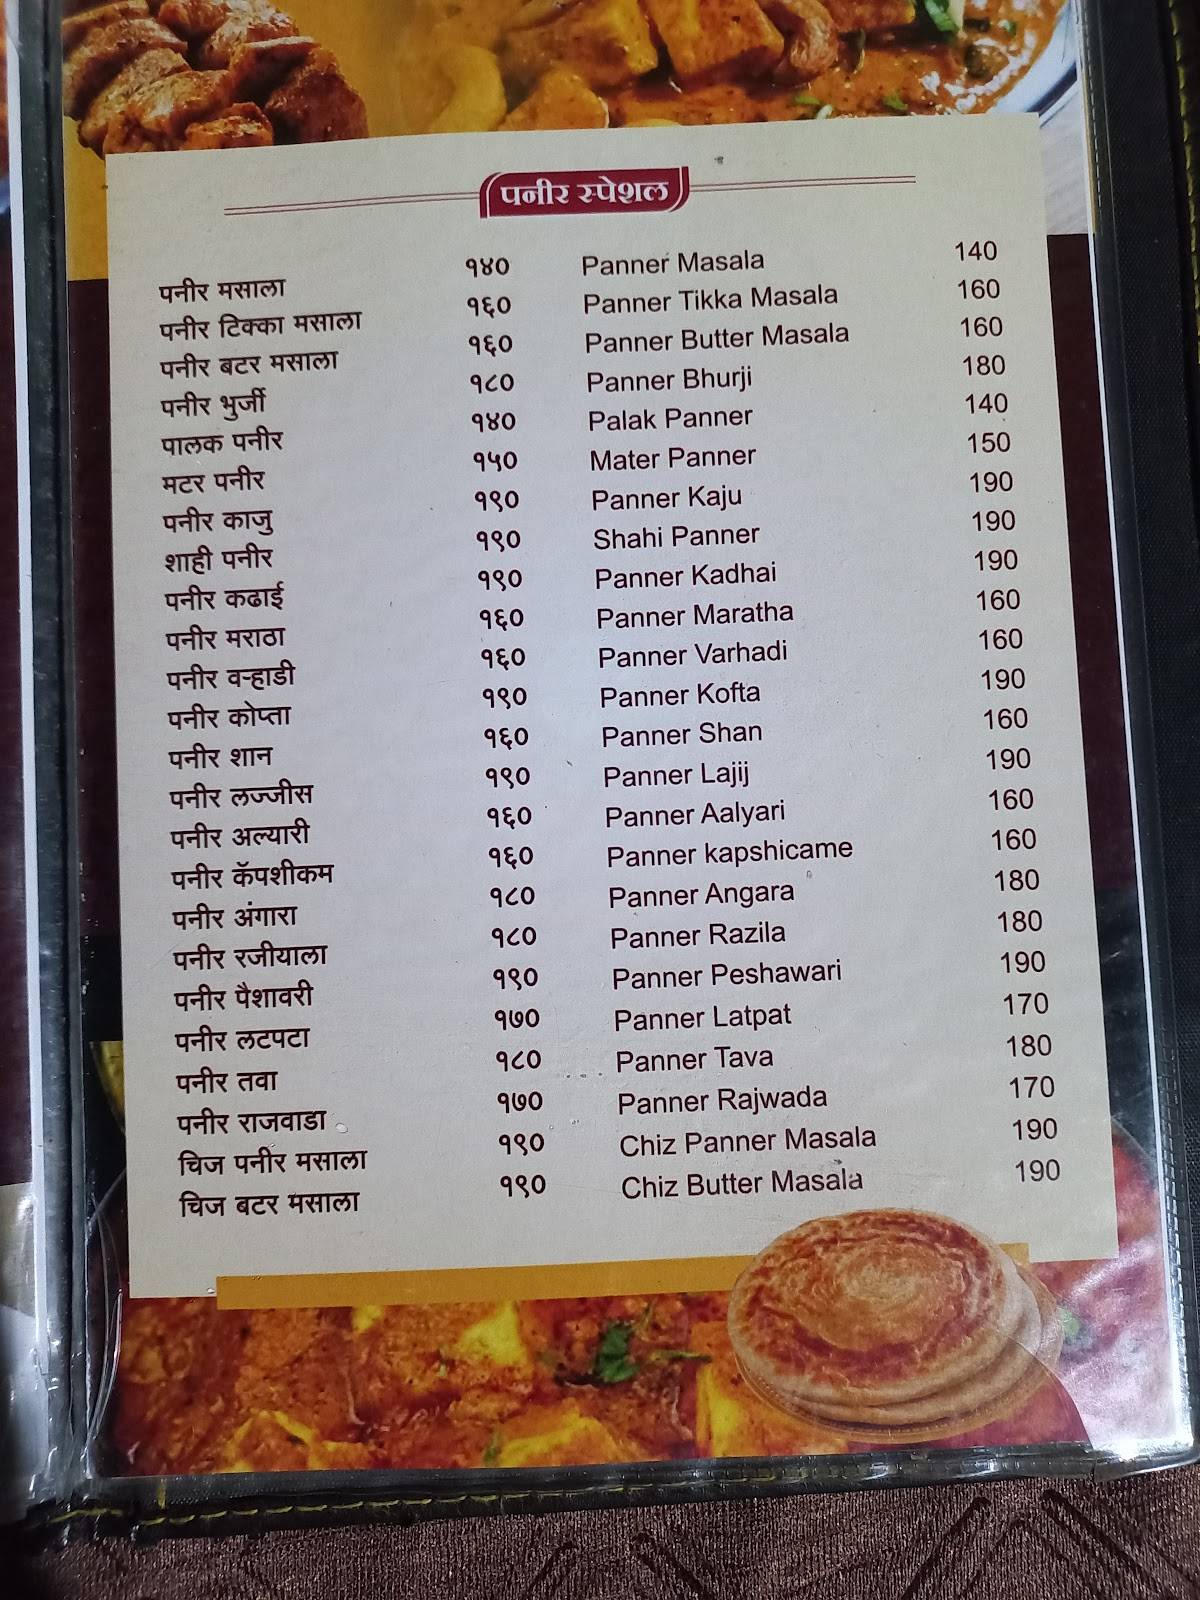 पनीर स्पेशल
पनीर मसाला १४० Panner Masala 140
पनीर टिक्का मसाला १६० Panner Tikka Masala 160
पनीर बटर मसाला १६० Panner Butter Masala 160
पनीर भुर्जी १८० Panner Bhurji 180
पालक पनीर १४० Palak Panner 140
मटर पनीर १५० Mater Panner 150
पनीर काजु १९० Panner Kaju 190
शाही पनीर १९० Shahi Panner 190
पनीर कढाई १९० Panner Kadhai 190
पनीर मराठा १६० Panner Maratha 160
पनीर वऱ्हाडी १६० Panner Varhadi 160
पनीर कोप्ता १९० Panner Kofta 190
पनीर शान १६० Panner Shan 160
पनीर लज्जीस १९० Panner Lajij 190
पनीर अल्यारी १६० Panner Aalyari 160
पनीर कॅपशीकम १६० Panner kapshicame 160
पनीर अंगारा १८० Panner Angara 180
पनीर रजीयाला १८० Panner Razila 180
पनीर पैशावरी १९० Panner Peshawari 190
पनीर लटपटा १७० Panner Latpat 170
पनीर तवा १८० Panner Tava 180
पनीर राजवाडा १७० Panner Rajwada 170
चिज पनीर मसाला १९० Chiz Panner Masala 190
चिज बटर मसाला १९० Chiz Butter Masala 190